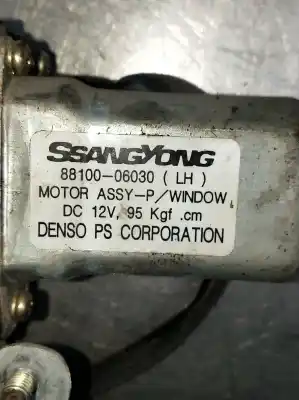 SSANGYONG
88100-06030 ( LH )
MOTOR ASSY-P/WINDOW
DC 12V, 95 Kgf .cm
DENSO PS CORPORATION